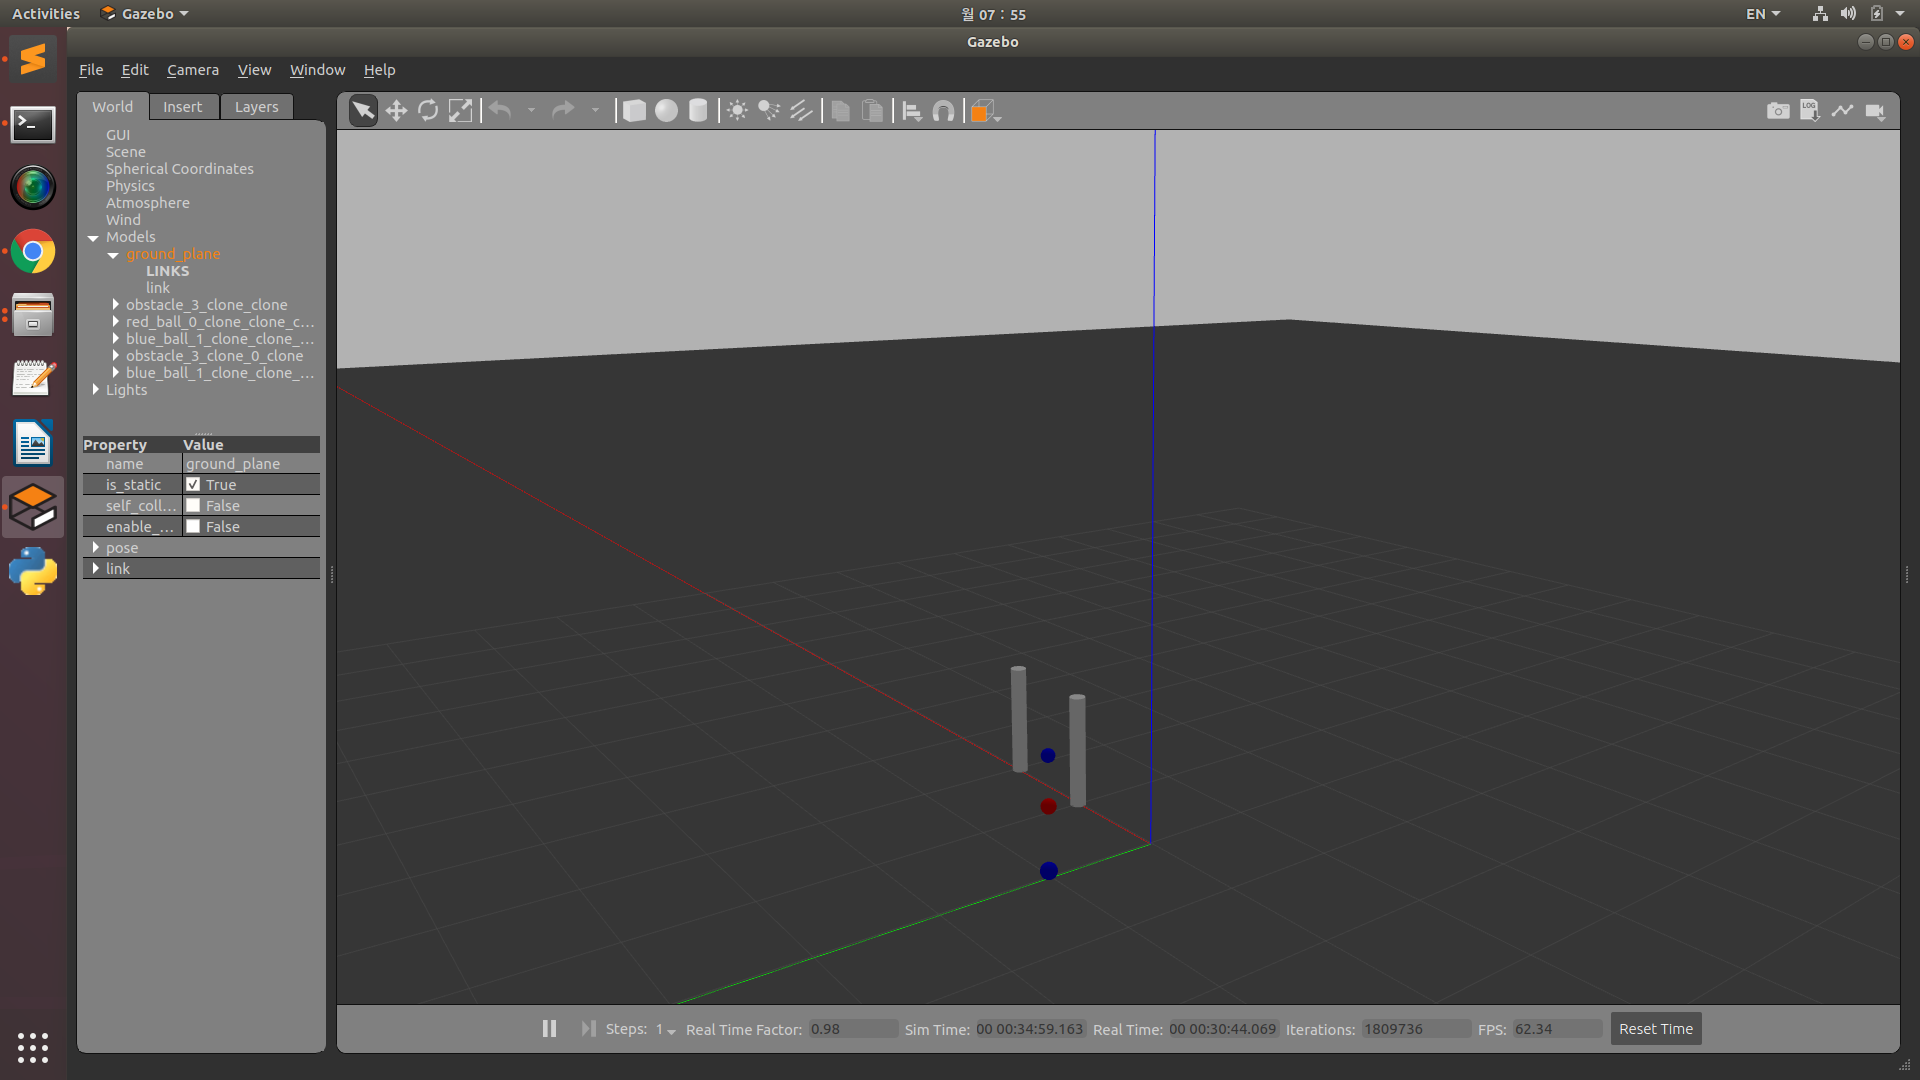 Activities Gazebo 월 07 : 55 EN
Gazebo
File Edit Camera View Window Help
World Insert Layers
GUI
Scene
Spherical Coordinates
Physics
Atmosphere
Wind
Models
ground_plane
LINKS
link
obstacle_3_clone_clone
red_ball_0_clone_clone_c...
blue_ball_1_clone_clone_...
obstacle_3_clone_0_clone
blue_ball_1_clone_clone_...
Lights
Property Value
name ground_plane
is_static True
self_coll... False
enable_... False
pose
link
LOG
Steps: 1 Real Time Factor: 0.98 Sim Time: 00 00:34:59.163 Real Time: 00 00:30:44.069 Iterations: 1809736 FPS: 62.34 Reset Time